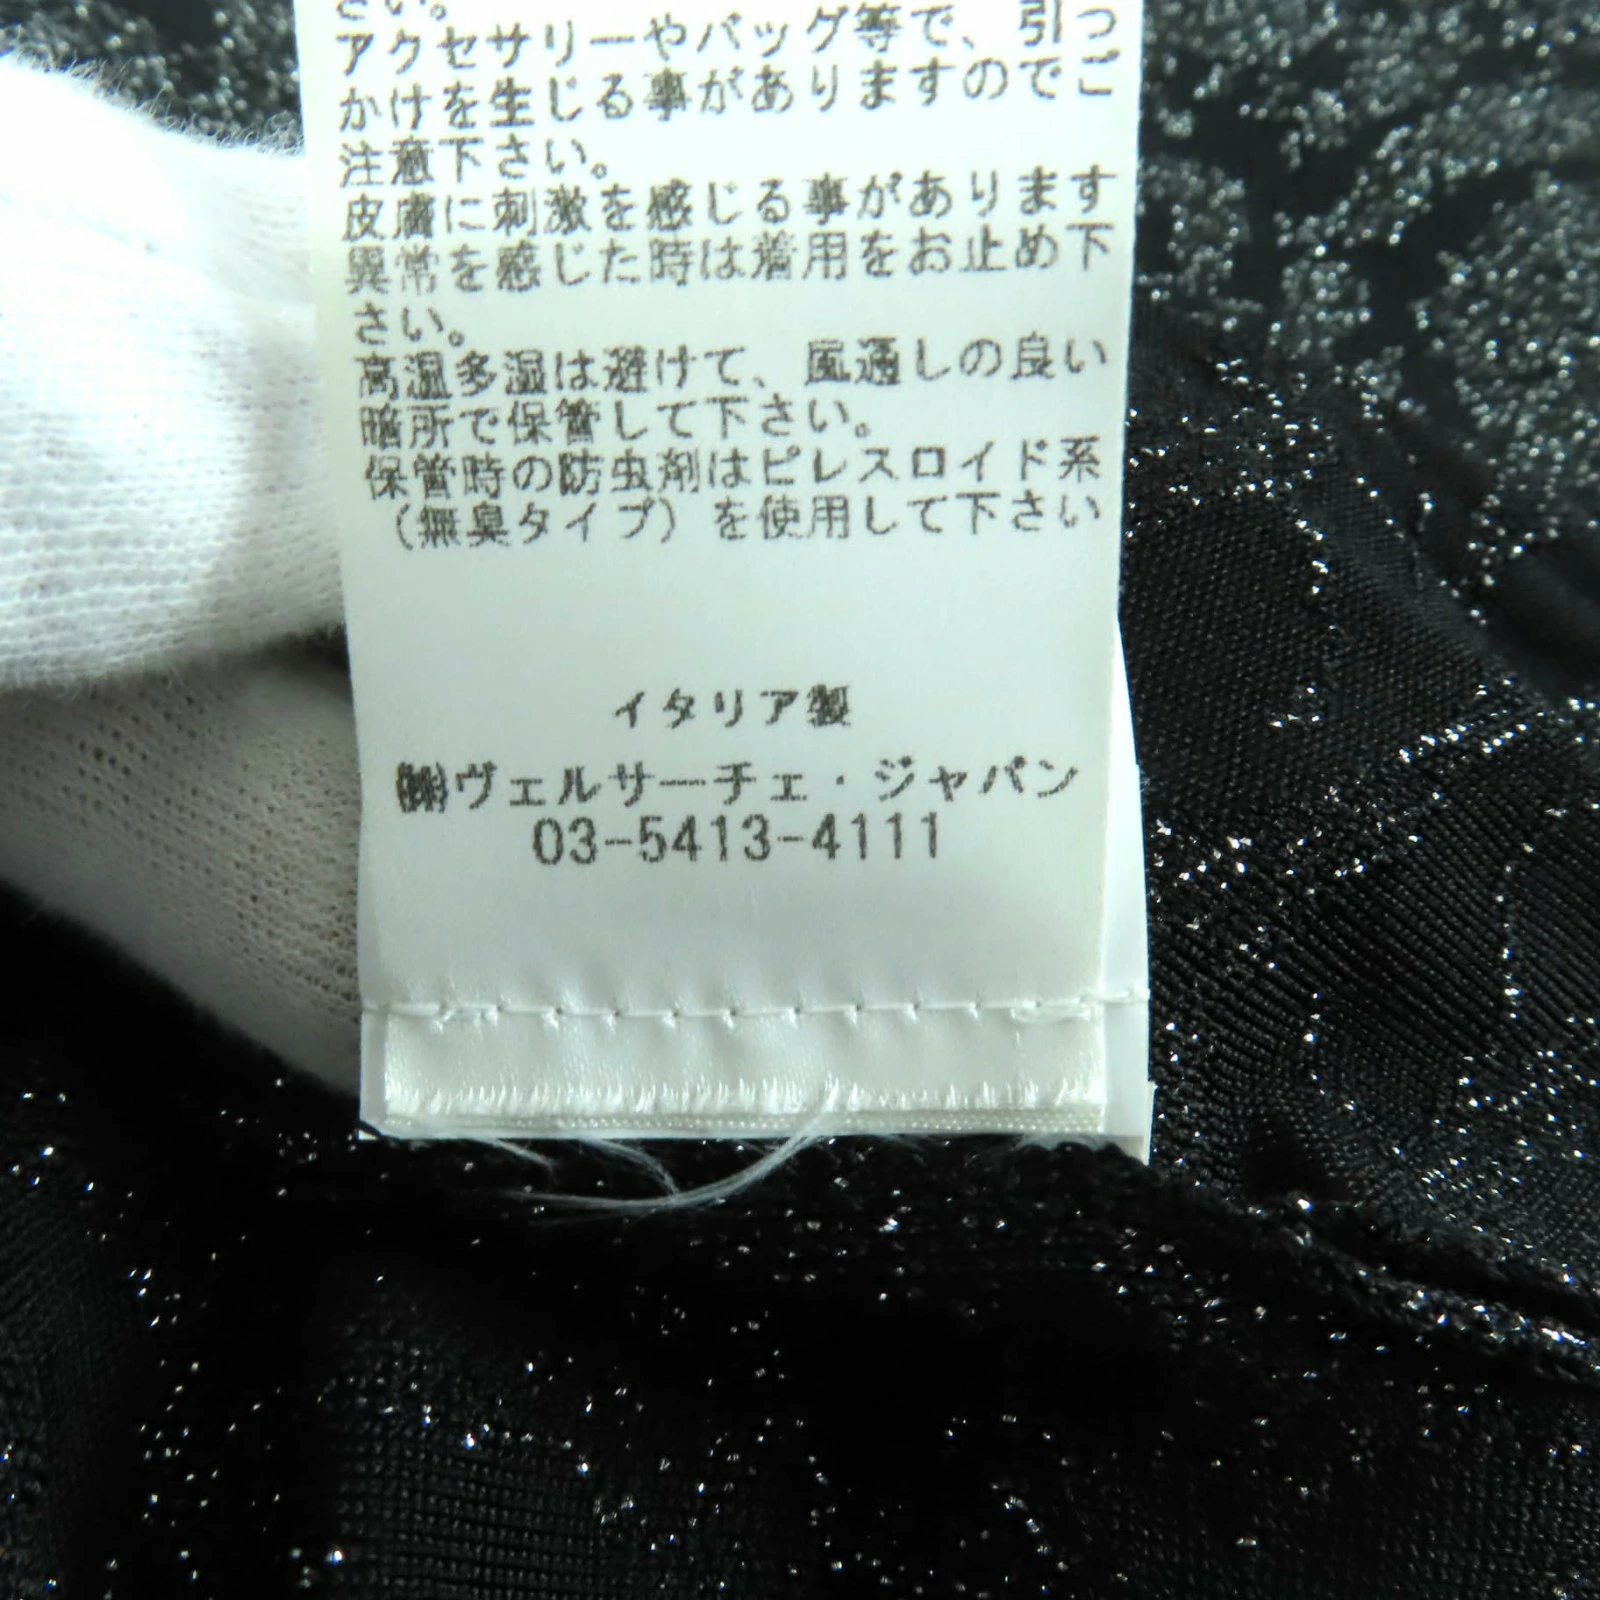 さい。
アクセサリーやバッグ等で、引っ
かけを生じる事がありますのでご
注意下さい。
皮膚に刺激を感じる事があります
異常を感じた時は着用をお止め下
さい。
高温多湿は避けて、風通しの良い
暗所で保管して下さい。
保管時の防虫剤はピレスロイド系
（無臭タイプ）を使用して下さい
イタリア製
㈱ヴェルサーチェ・ジャパン
03-5413-4111